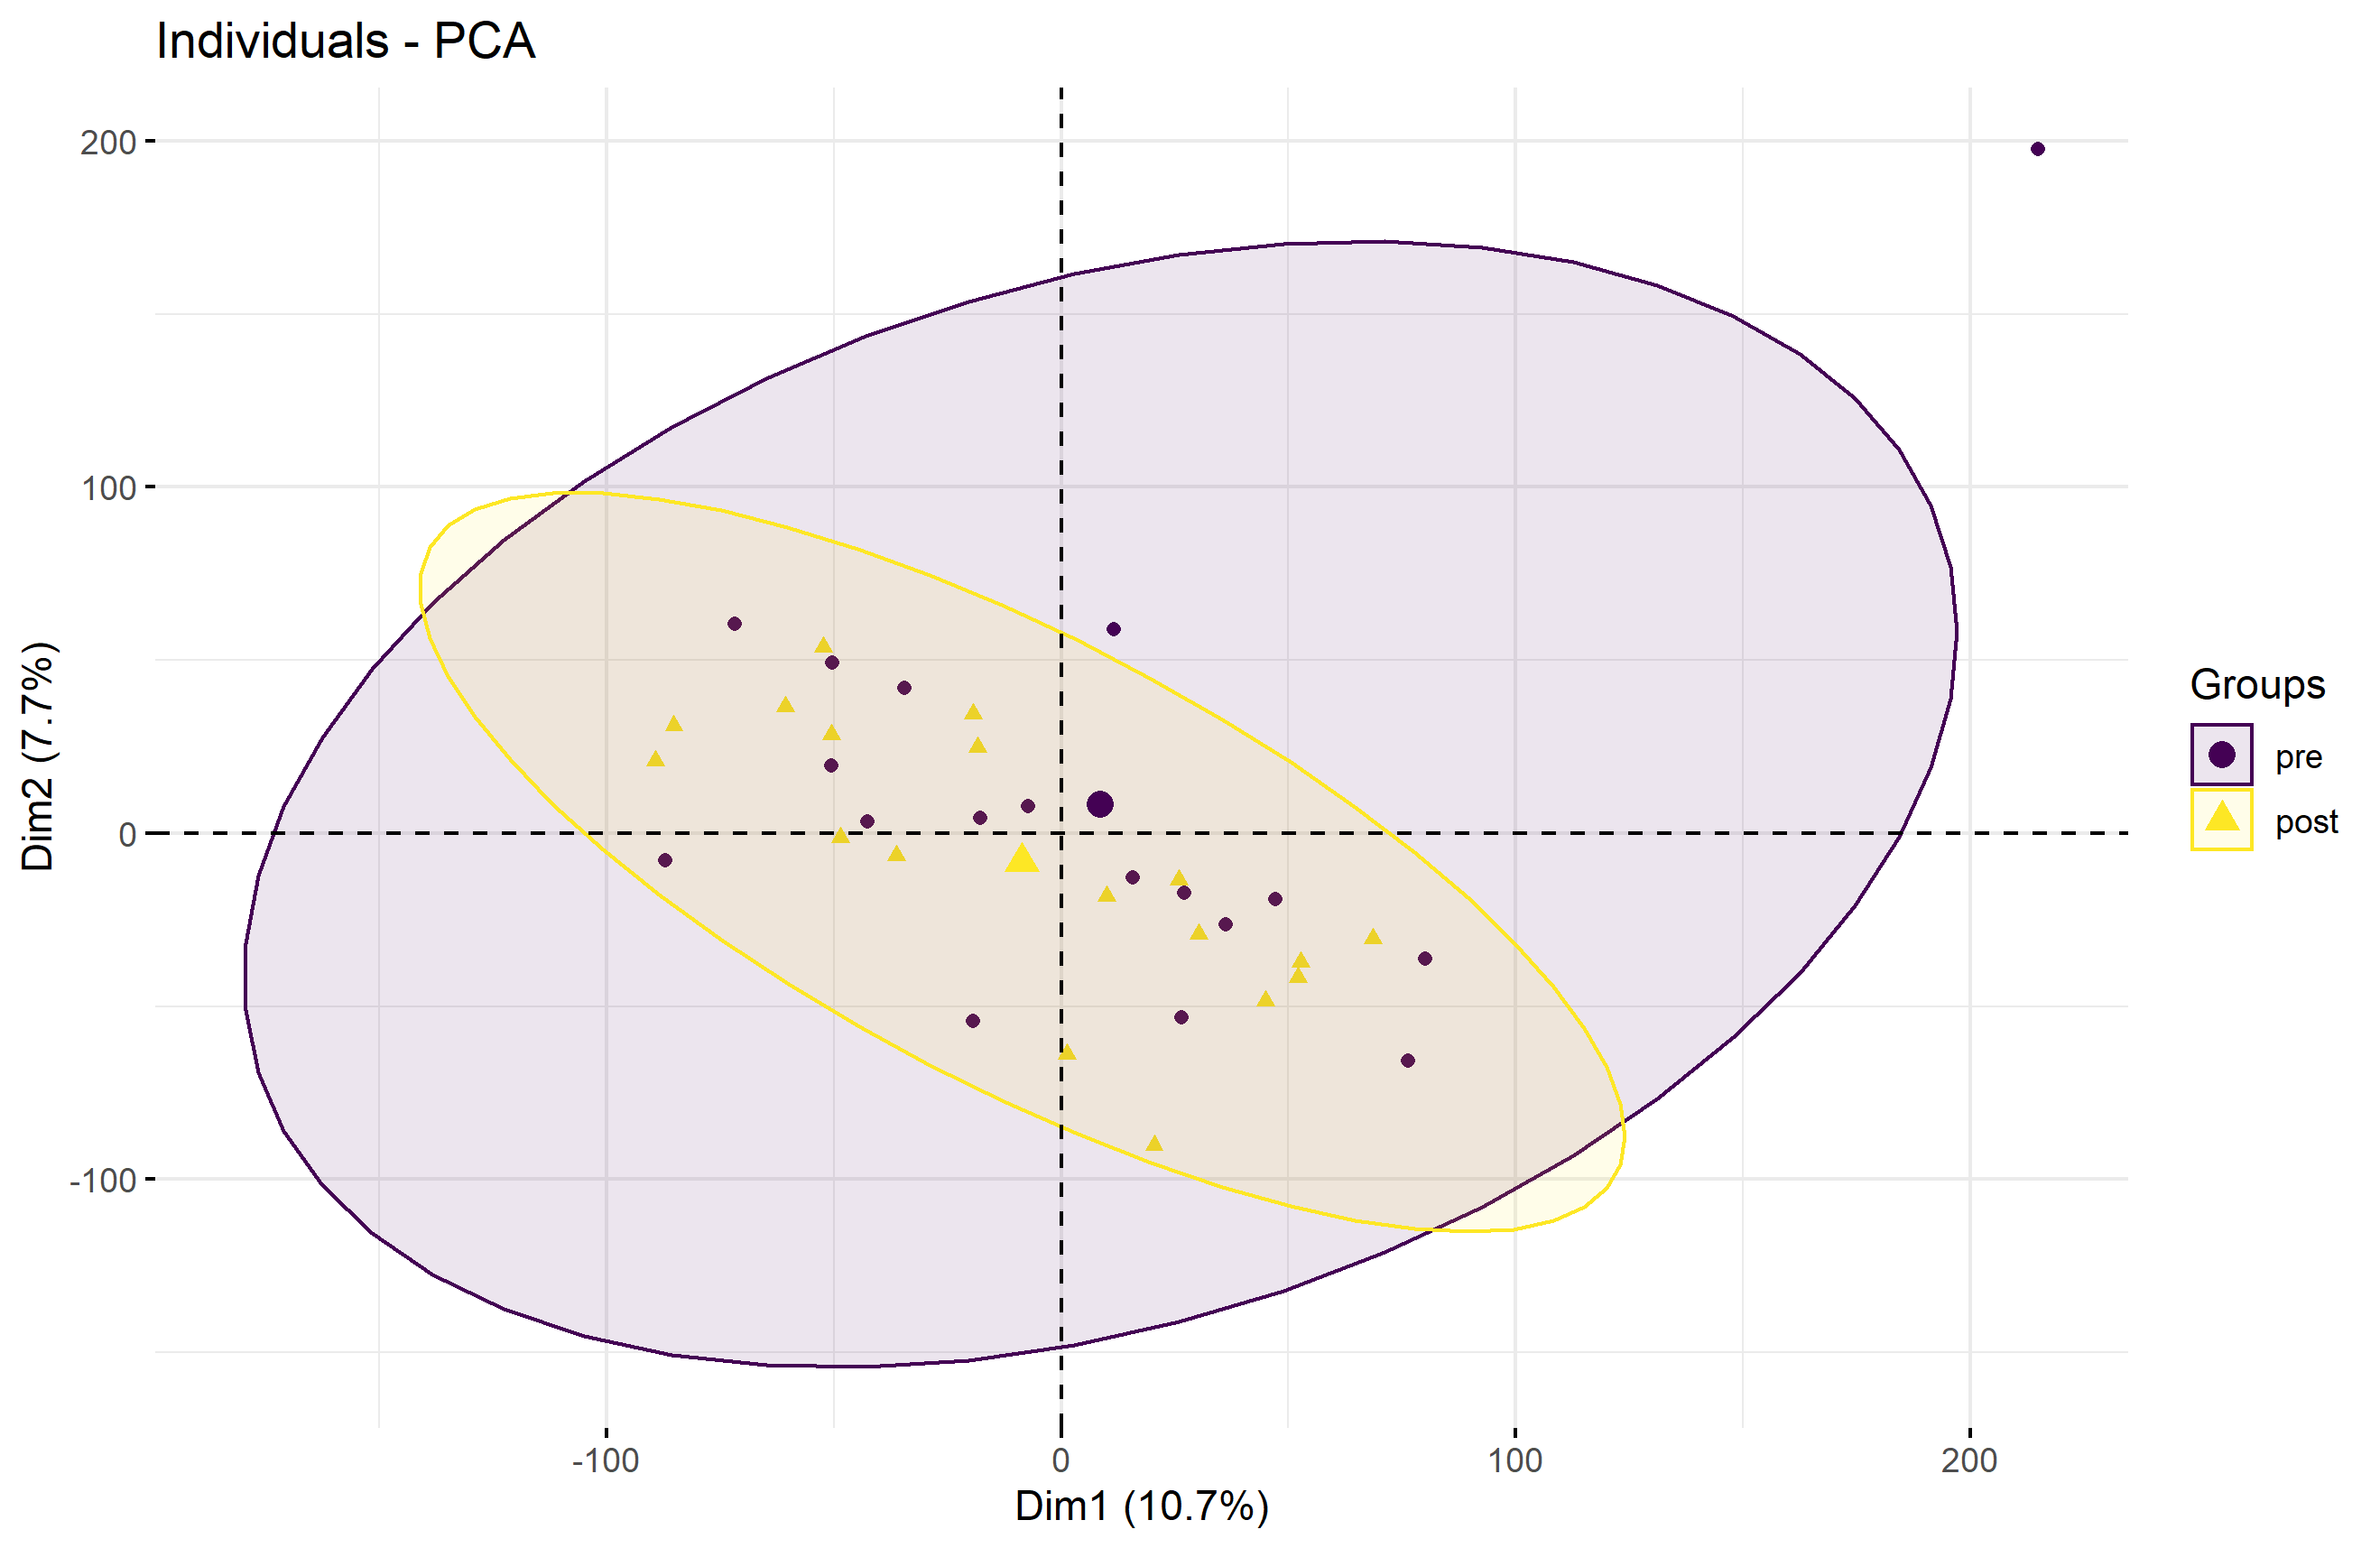 Individuals - PCA
200
100
0
-100
Dim2 (7.7%)
-100
0
100
200
Dim1 (10.7%)
Groups
pre
post